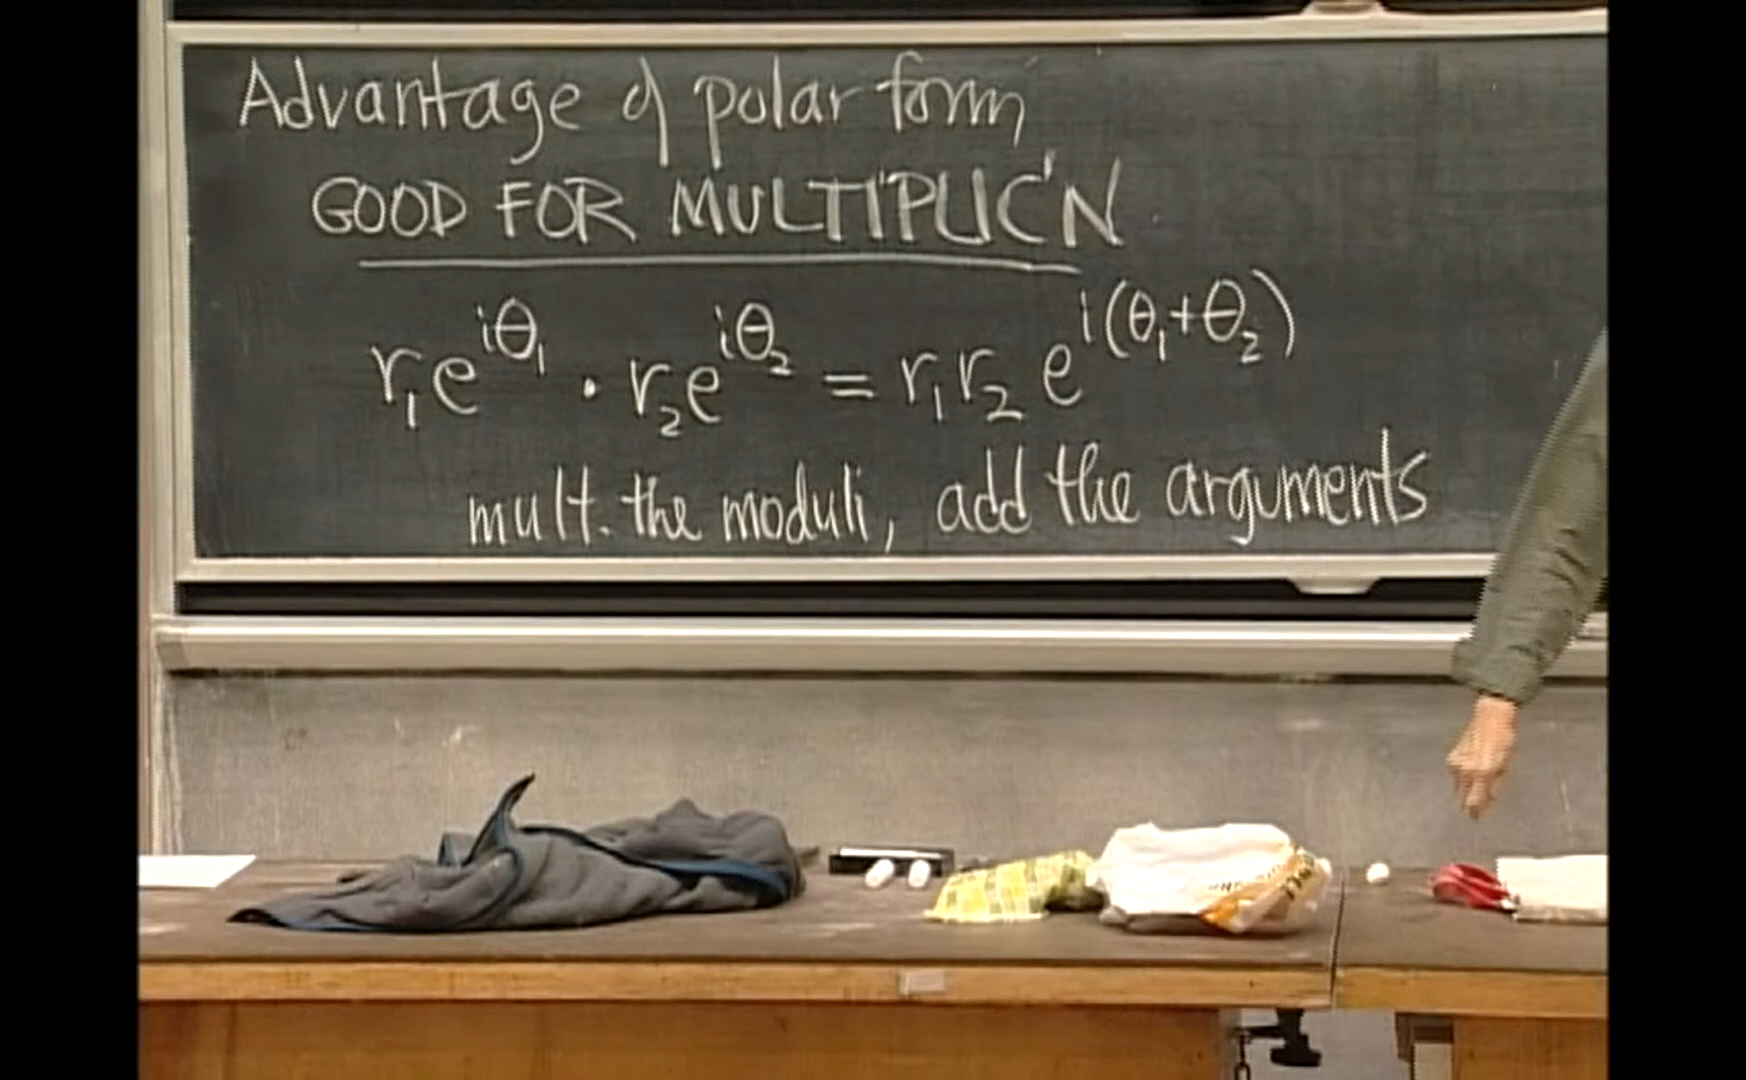 Advantage of polar form
GOOD FOR MULTIPLIC'N
r₁e^{iθ₁} · r₂e^{iθ₂} = r₁r₂ e^{i(θ₁+θ₂)}
mult. the moduli, add the arguments